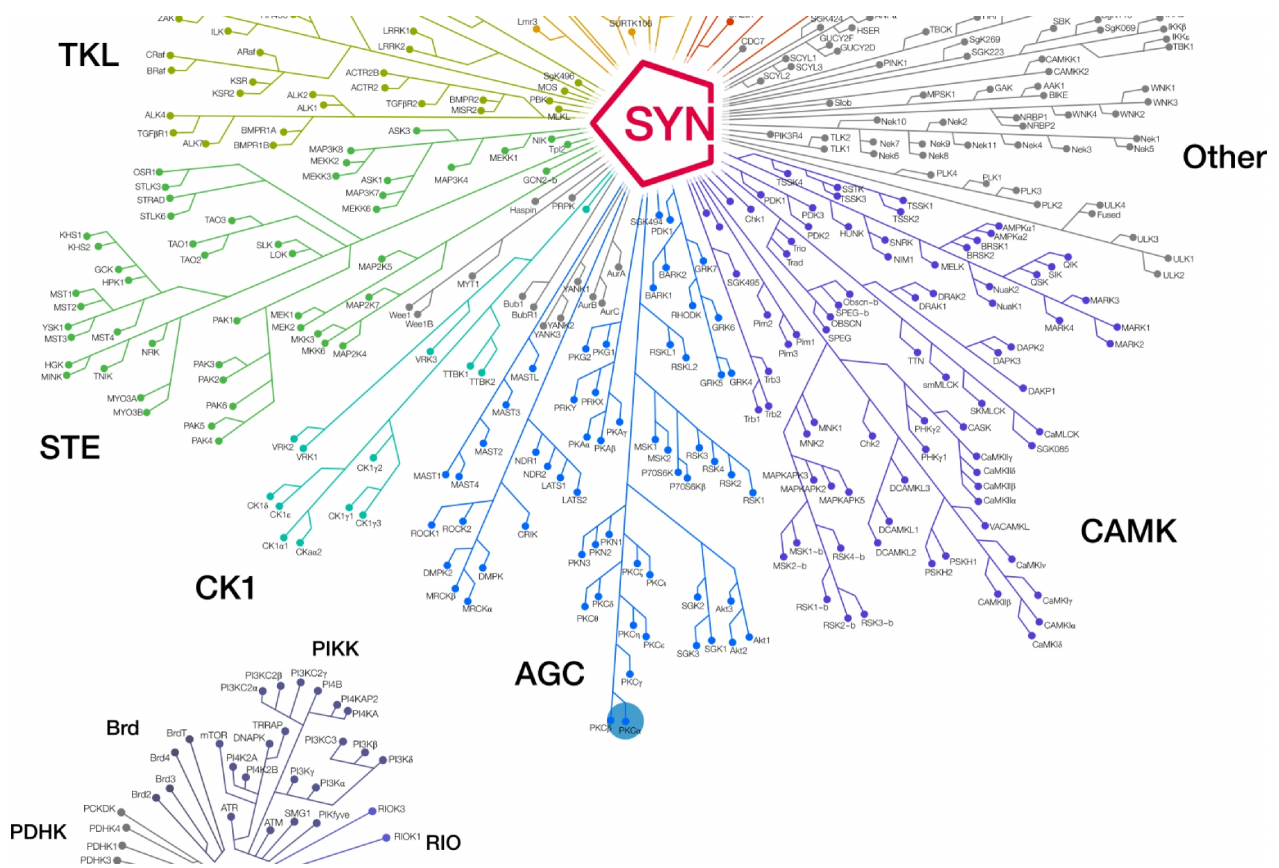 ZAK
ILK
LRRK1
LRRK2
Lmr3
SURTK106
CDC7
HSER
GUCY2F
GUCY2D
SCYL1
SCYL3
SCYL2
TBCK
SgK269
SGK223
SBK
SgK069
IKKβ
IKKε
TBK1
TKL
CRaf
BRaf
ARaf
KSR
KSR2
ACTR2B
ACTR2
SgK496
MOS
PBK
MLKL
TGFβR2
BMPR2
MISR2
ALK2
ALK1
ALK4
TGFβR1
ALK7
BMPR1A
BMPR1B
SYN
PINK1
CAMKK1
CAMKK2
Slob
MPSK1
GAK
AAK1
BIKE
WNK1
WNK3
WNK4
WNK2
NRBP1
NRBP2
Nek10
Nek2
PIK3R4
TLK2
TLK1
Nek7
Nek6
Nek9
Nek8
Nek11
Nek4
Nek3
Nek1
Nek5
Other
PLK4
PLK1
PLK3
PLK2
ULK4
Fused
ULK3
ULK1
ULK2
ASK3
MAP3K8
MEKK2
MEKK3
ASK1
MAP3K7
MEKK6
MAP3K4
MEKK1
NIK
Tpl2
GCN2~b
Haspin
PRPK
OSR1
STLK3
STRAD
STLK6
TAO3
TAO1
TAO2
SLK
LOK
KHS1
KHS2
GCK
HPK1
MST1
MST2
YSK1
MST3
MST4
HGK
MINK
TNIK
NRK
MYO3A
MYO3B
MAP2K5
MAP2K7
PAK1
MEK1
MEK2
MKK3
MKK6
MAP2K4
PAK3
PAK2
PAK6
PAK5
PAK4
STE
MYT1
Wee1
Wee1B
Bub1
BubR1
AurA
YANK1
AurB
AurC
YANK2
YANK3
VRK3
TTBK1
TTBK2
VRK2
VRK1
CK1γ2
CK1δ
CK1ε
CK1γ1
CK1γ3
CK1α1
CKaα2
CK1
SGK494
PDK1
BARK2
BARK1
GRK7
RHODK
GRK6
GRK5
GRK4
RSKL1
RSKL2
MASTL
MAST3
MAST2
MAST1
MAST4
PKG2
PKG1
PRKY
PRKX
PKAγ
PKAα
PKAβ
NDR1
NDR2
LATS1
LATS2
ROCK1
ROCK2
CRIK
DMPK2
DMPK
MRCKβ
MRCKα
MSK1
MSK2
P70S6K
P70S6Kβ
RSK3
RSK4
RSK2
RSK1
PKN1
PKN2
PKN3
PKCζ
PKCι
PKCδ
PKCθ
PKCη
PKCε
PKCγ
PKCβ
PKCα
SGK2
SGK3
SGK1
Akt3
Akt2
Akt1
AGC
TSSK4
SSTK
TSSK3
TSSK1
TSSK2
Chk1
PDK1
PDK3
PDK2
HUNK
SNRK
NIM1
Trio
Trad
MELK
AMPKα1
AMPKα2
BRSK1
BRSK2
QIK
SIK
QSK
NuaK2
NuaK1
MARK3
MARK4
MARK1
MARK2
SGK495
Pim2
Pim1
Pim3
Trb3
Trb1
Trb2
Obscn~b
SPEG~b
OBSCN
SPEG
DRAK2
DRAK1
DAPK2
DAPK3
DAKP1
TTN
smMLCK
SKMLCK
CaMLCK
SGK085
MNK1
MNK2
Chk2
PHKγ2
PHKγ1
CASK
CaMKIIγ
CaMKIIδ
CaMKIIβ
CaMKIIα
MAPKAPK3
MAPKAPK2
MAPKAPK5
DCAMKL3
DCAMKL1
DCAMKL2
VACAMKL
PSKH1
PSKH2
CaMKIv
CaMKIγ
CAMKIIβ
CAMKIα
CaMKIδ
MSK1~b
MSK2~b
RSK4~b
RSK1~b
RSK2~b
RSK3~b
CAMK
PIKK
PI3KC2β
PI3KC2α
PI3KC2γ
PI4B
PI4KAP2
PI4KA
Brd
BrdT
Brd4
Brd3
Brd2
mTOR
TRRAP
DNAPK
PI3KC3
PI3Kβ
PI3Kδ
PI4K2A
PI4K2B
PI3Kγ
PI3Kα
ATR
ATM
SMG1
PIKfyve
RIOK3
RIOK1
RIO
PDHK
PCKDK
PDHK4
PDHK1
PDHK3